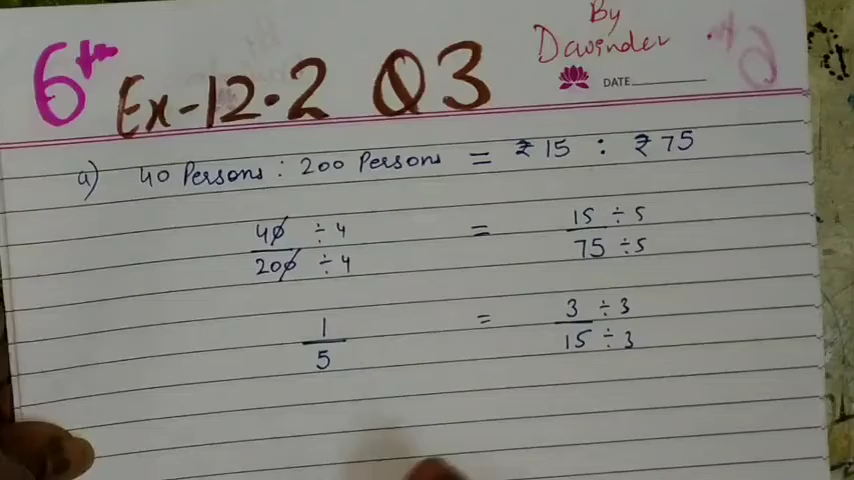 6th Ex-12.2 Q3 By
Davinder
DATE
a) 40 Persons : 200 Persons = ₹ 15 : ₹ 75
40 ÷ 4 = 15 ÷ 5
200 ÷ 4 75 ÷ 5
1 = 3 ÷ 3
5 15 ÷ 3